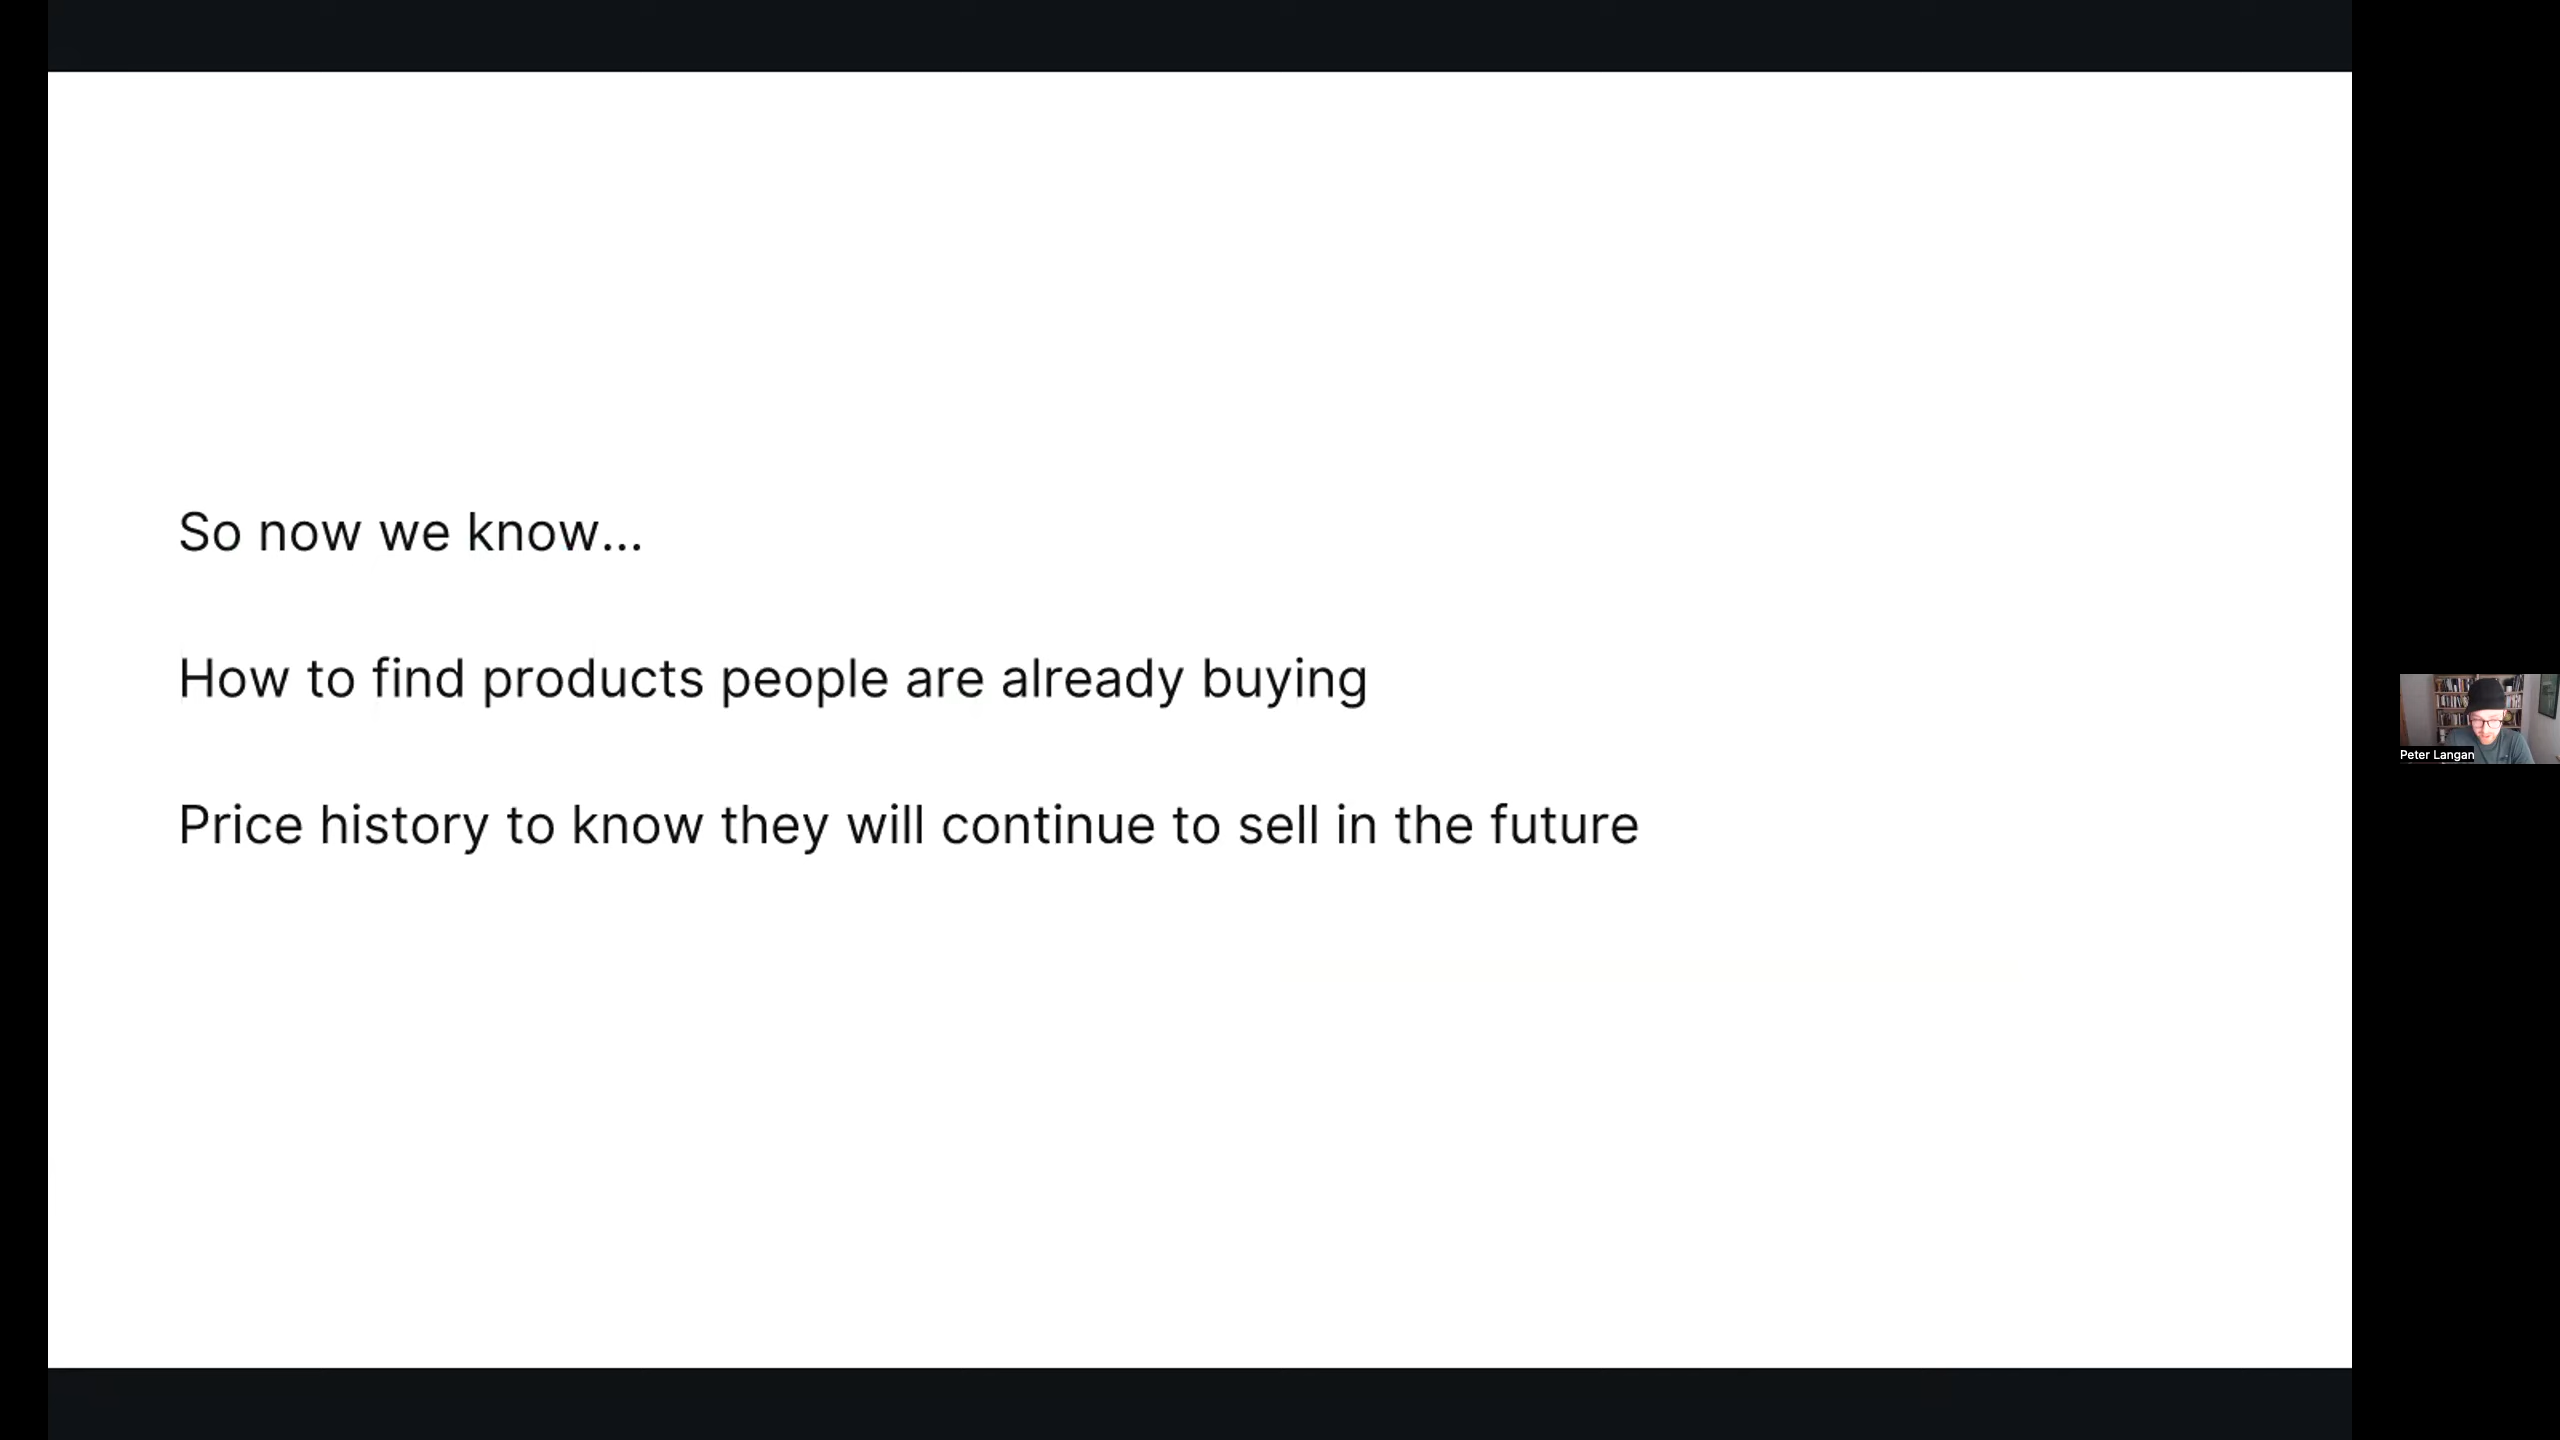 So now we know...
How to find products people are already buying
Price history to know they will continue to sell in the future
Peter Langan